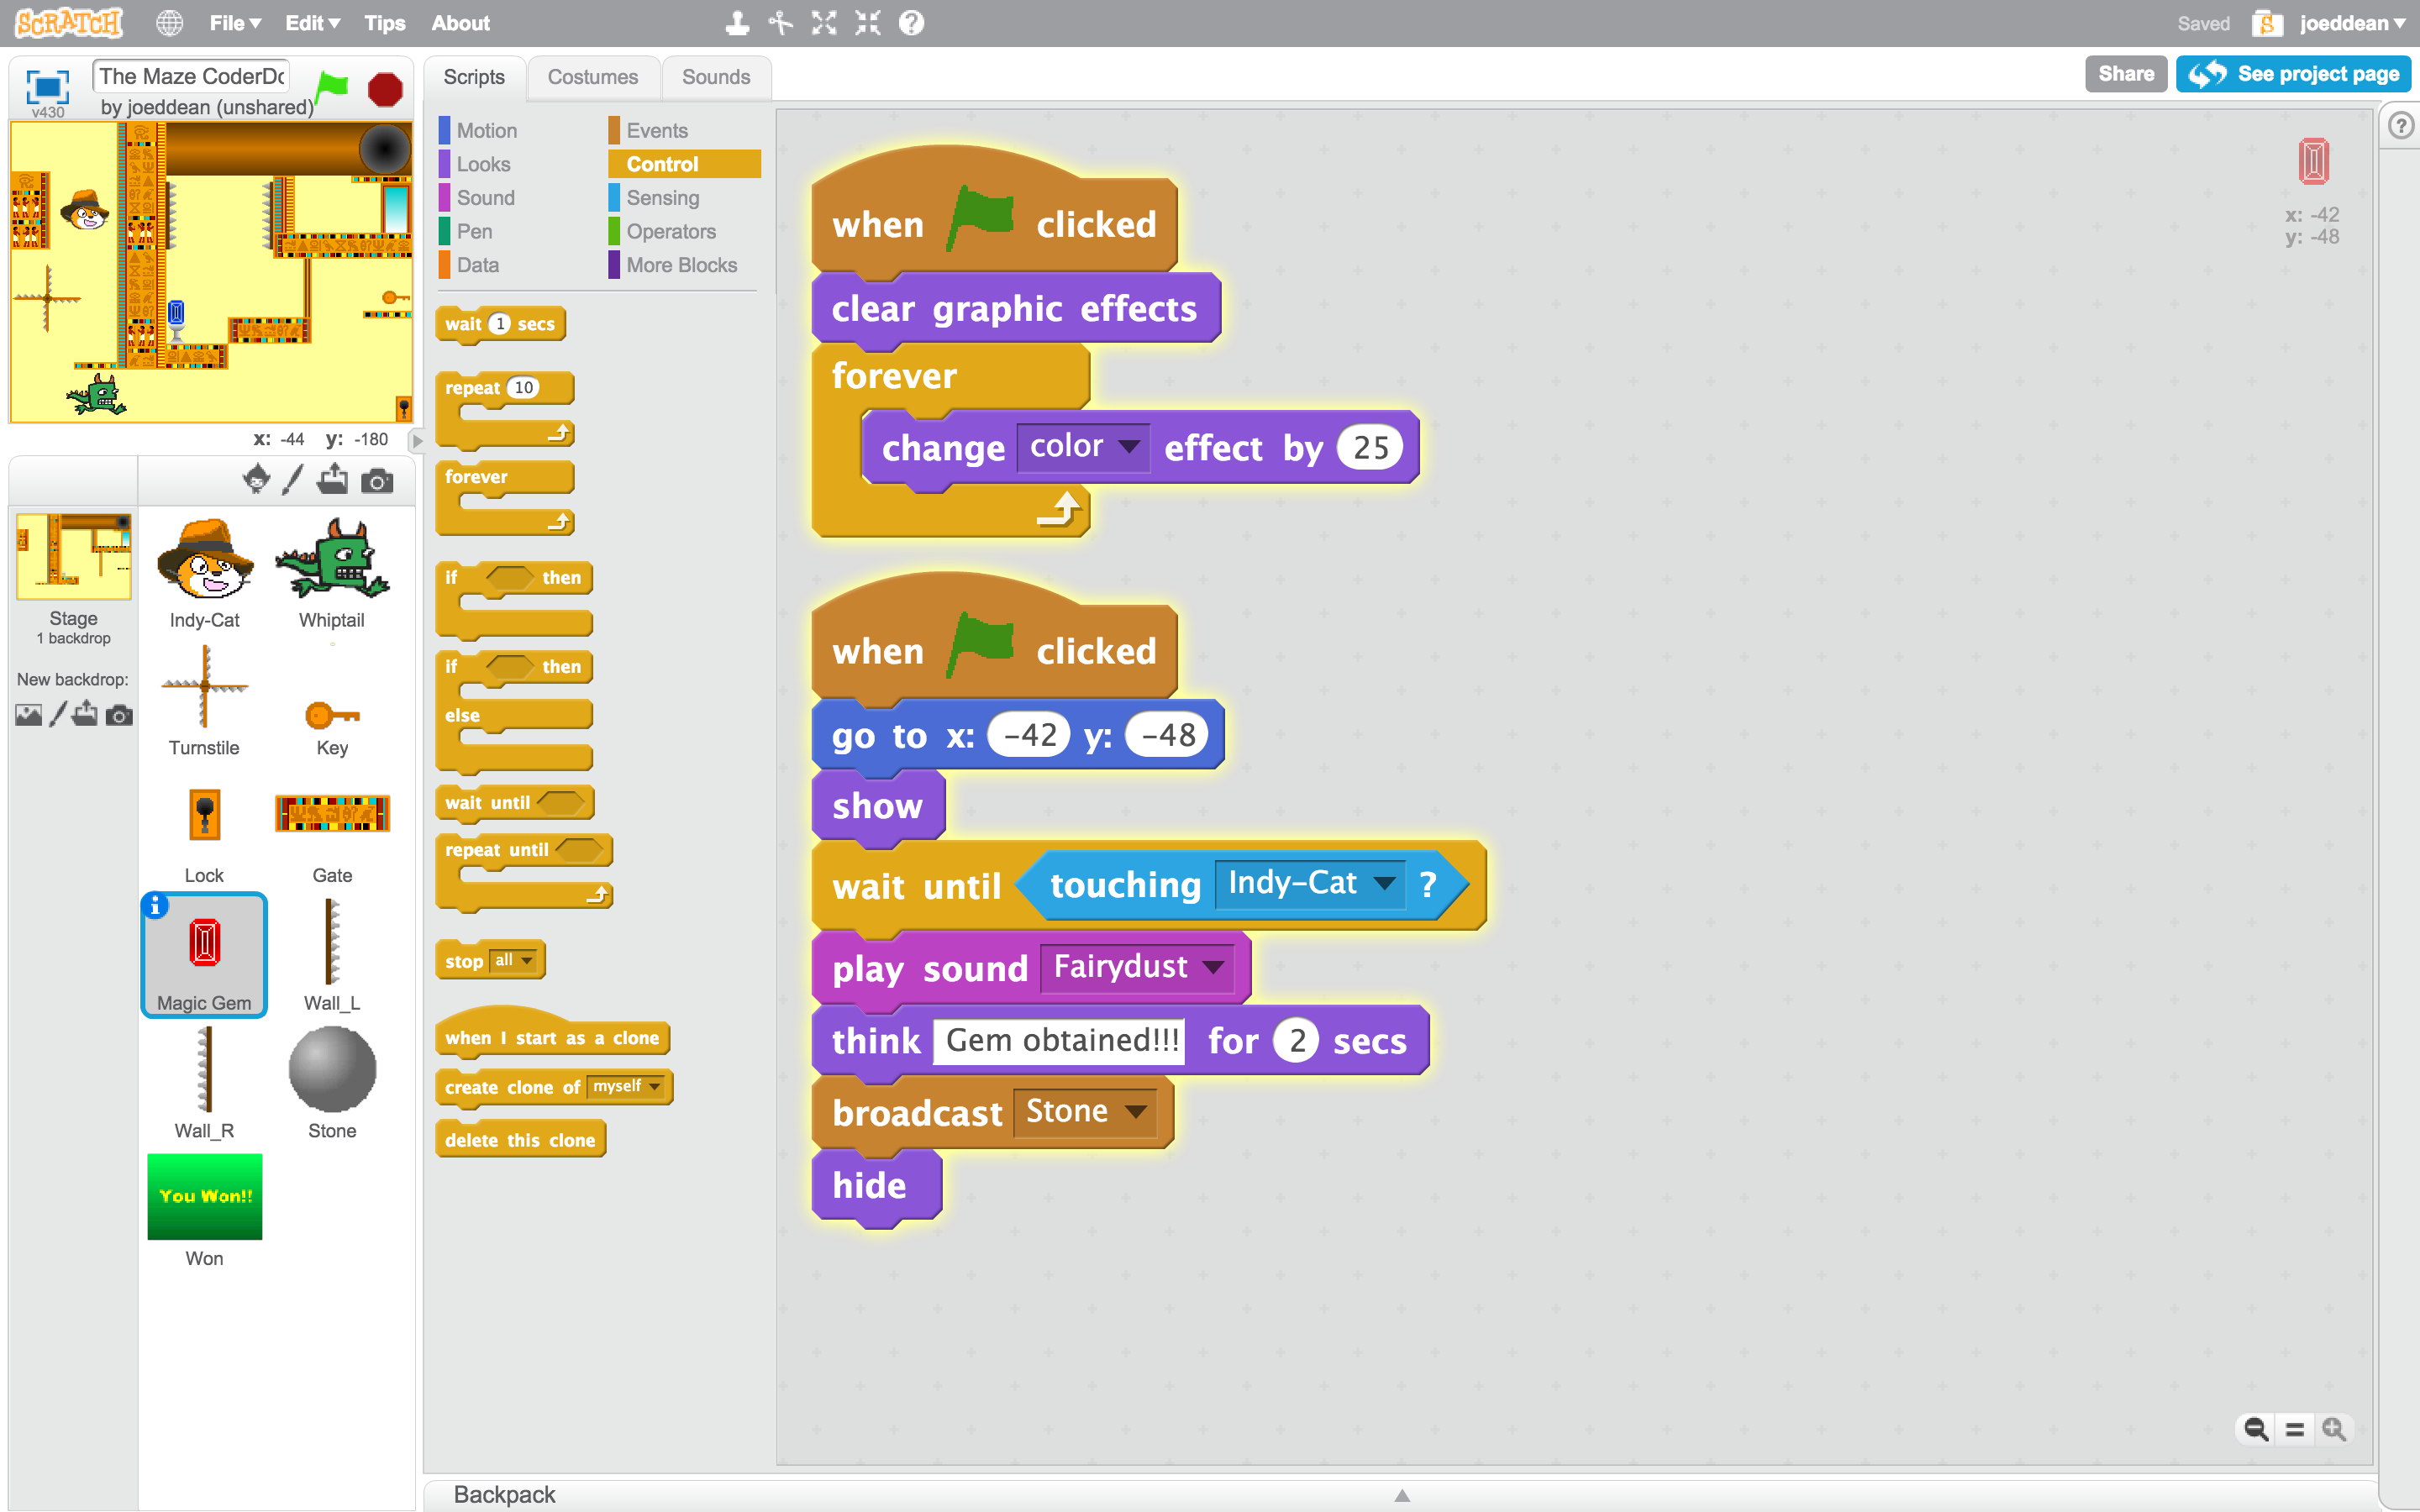 SCRATCH File Edit Tips About Saved joeddean
The Maze CoderDo
by joeddean (unshared)
v430
Scripts Costumes Sounds
Share See project page
Motion Events
Looks Control
Sound Sensing
Pen Operators
Data More Blocks
x: -44 y: -180
Stage
1 backdrop
New backdrop:
Indy-Cat Whiptail
Turnstile Key
Lock Gate
Magic Gem Wall_L
Wall_R Stone
You Won!!
Won
wait 1 secs
repeat 10
forever
if then
if then
else
wait until
repeat until
stop all
when I start as a clone
create clone of myself
delete this clone
when clicked
clear graphic effects
forever
change color effect by 25
when clicked
go to x: -42 y: -48
show
wait until touching Indy-Cat ?
play sound Fairydust
think Gem obtained!!! for 2 secs
broadcast Stone
hide
x: -42
y: -48
Backpack